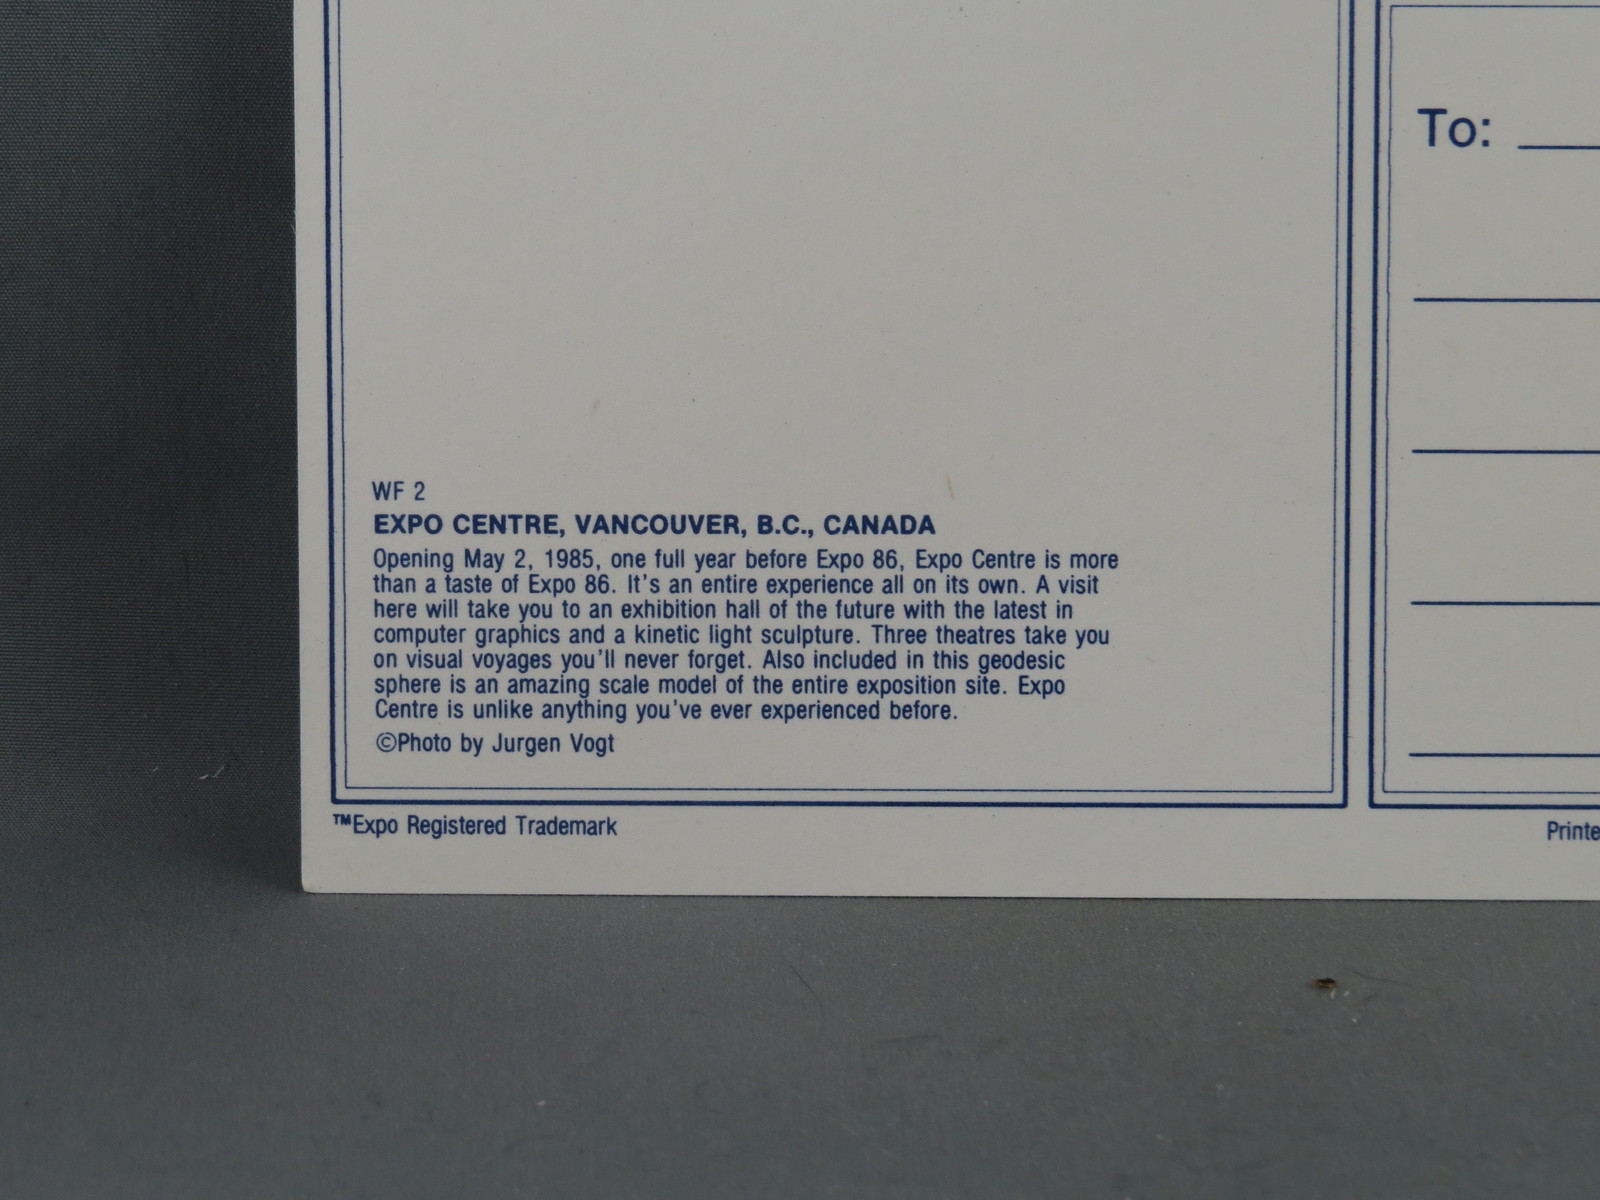 To:
WF 2
EXPO CENTRE, VANCOUVER, B.C., CANADA
Opening May 2, 1985, one full year before Expo 86, Expo Centre is more
than a taste of Expo 86. It's an entire experience all on its own. A visit
here will take you to an exhibition hall of the future with the latest in
computer graphics and a kinetic light sculpture. Three theatres take you
on visual voyages you'll never forget. Also included in this geodesic
sphere is an amazing scale model of the entire exposition site. Expo
Centre is unlike anything you've ever experienced before.
©Photo by Jurgen Vogt
™Expo Registered Trademark
Printe